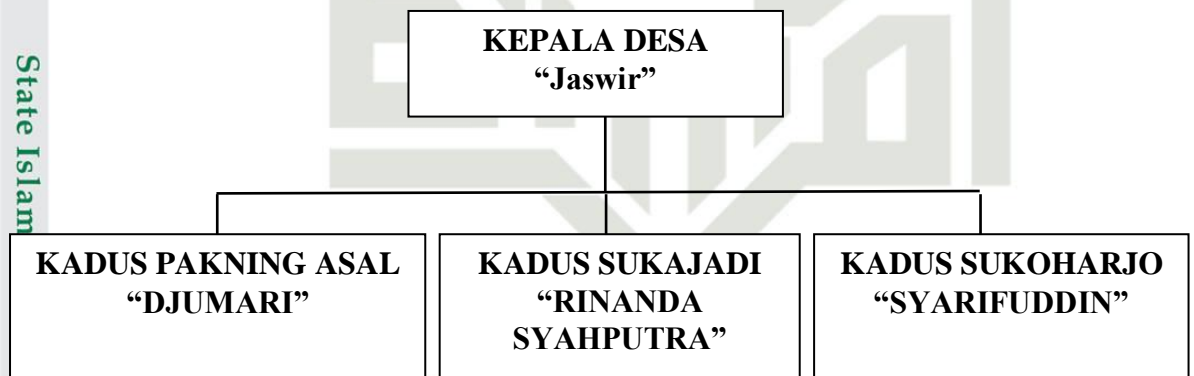 State Islam
KEPALA DESA
“Jaswir”
KADUS PAKNING ASAL
“DJUMARI”
KADUS SUKAJADI
“RINANDA
SYAHPUTRA”
KADUS SUKOHARJO
“SYARIFUDDIN”